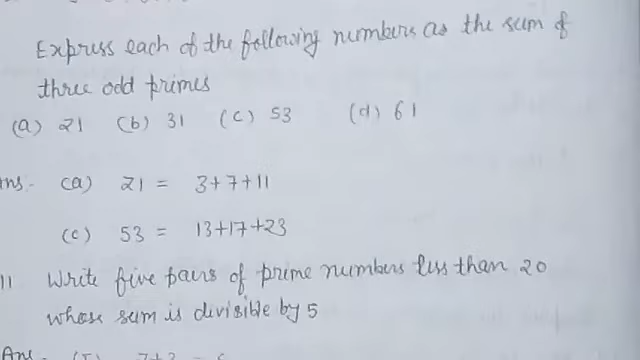 Express each of the following numbers as the sum of
three odd primes
(a) 21 (b) 31 (c) 53 (d) 61
(a) 21 = 3+7+11
(c) 53 = 13+17+23
11 Write five pairs of prime numbers less than 20
whose sum is divisible by 5